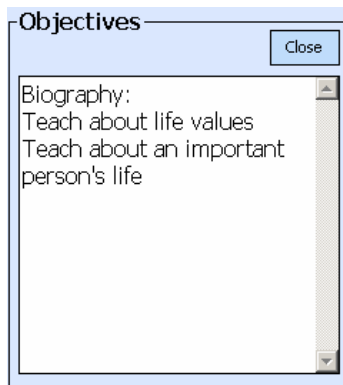 Objectives
Close
Biography:
Teach about life values
Teach about an important
person's life